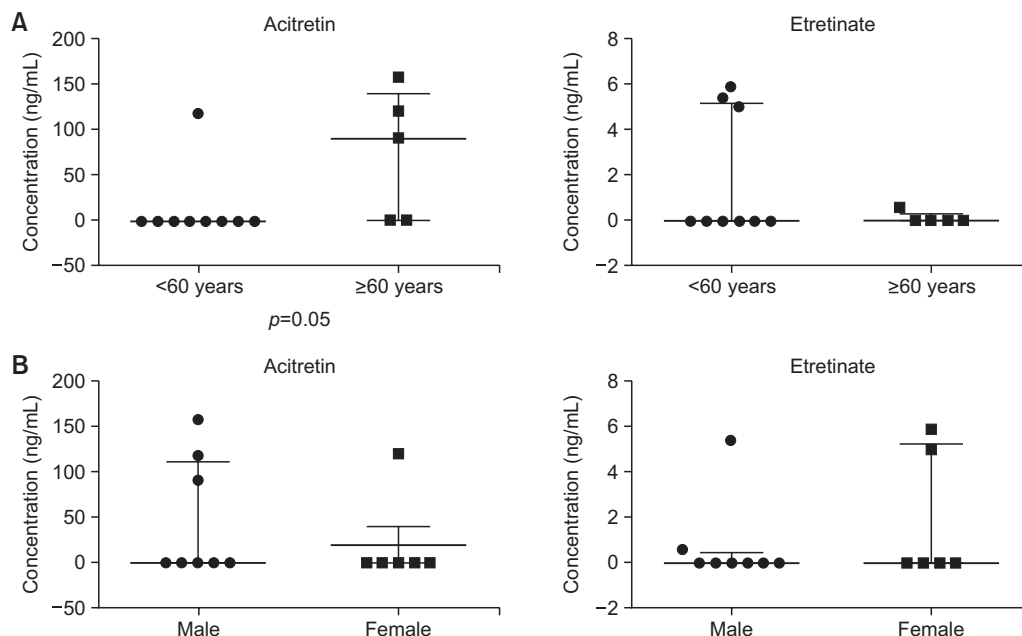 A
Acitretin
Concentration (ng/mL)
200
150
100
50
0
−50
<60 years
≥60 years
p=0.05
Etretinate
Concentration (ng/mL)
8
6
4
2
0
−2
<60 years
≥60 years
B
Acitretin
Concentration (ng/mL)
200
150
100
50
0
−50
Male
Female
Etretinate
Concentration (ng/mL)
8
6
4
2
0
−2
Male
Female